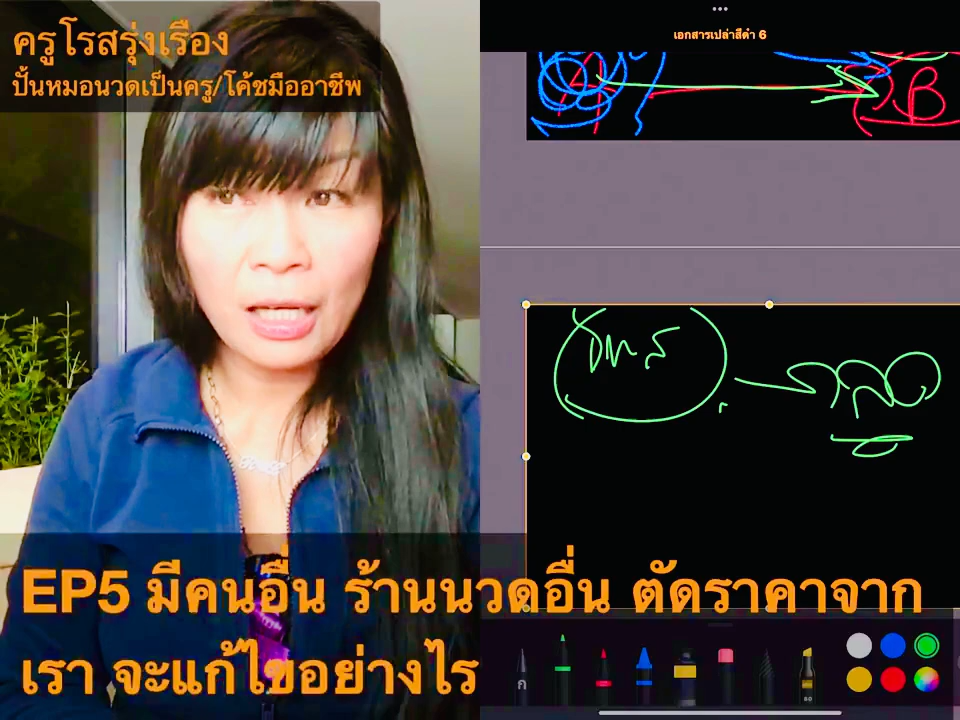 ครูโรสรุ่งเรือง
ปั้นหมอนวดเป็นครู/โค้ชมืออาชีพ
เอกสารเปล่าสีดำ 6
B
EP5 มีคนอื่น ร้านนวดอื่น ตัดราคาจาก
เรา จะแก้ไขอย่างไร
ก
80